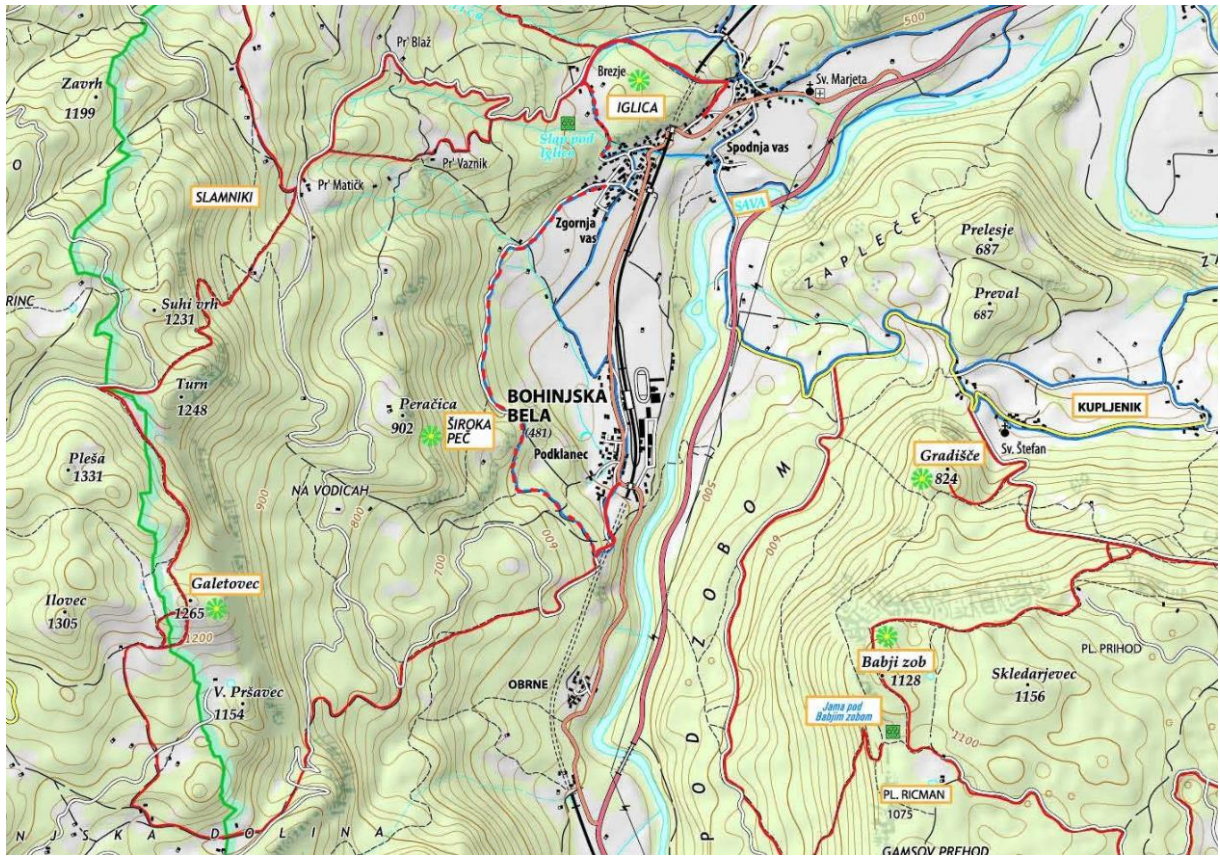 500
Pr' Blaž
Zavrh
1199
Brezje
IGLICA
Sv. Marjeta
Slap pod
Iglico
Spodnja vas
Pr' Vaznik
Pr' Matičk
SLAMNIKI
SAVA
Zgornja
vas
ZAPLEČE
Prelesje
687
Preval
687
RINC
Suhi vrh
1231
Turn
1248
Peračica
902
ŠIROKA
PEČ
BOHINJSKA
BELA
(481)
Podklanec
KUPLJENIK
Sv. Štefan
Gradišče
824
Pleša
1331
NA VODICAH
900
800
700
600
500
600
POD ZOBOM
Galetovec
1265
1200
Ilovec
1305
V. Pršavec
1154
OBRNE
Babji zob
1128
Skledarjevec
1156
PL. PRIHOD
Jama pod
Babjim zobom
1100
PL. RICMAN
1075
NJSKA DOLINA
GAMSOV PREHOD